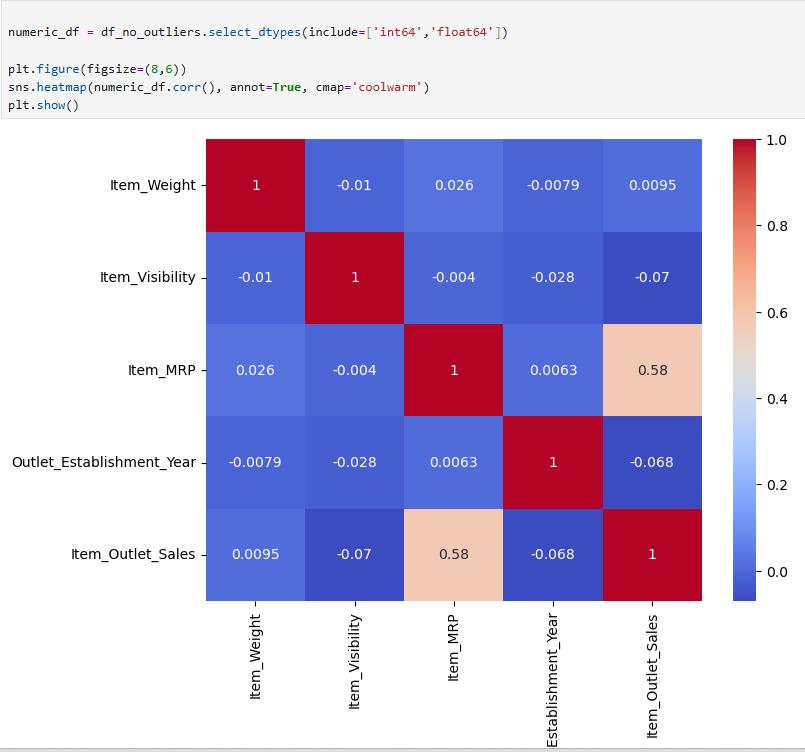 numeric_df = df_no_outliers.select_dtypes(include=['int64','float64'])
plt.figure(figsize=(8,6))
sns.heatmap(numeric_df.corr(), annot=True, cmap='coolwarm')
plt.show()
Item_Weight 1 -0.01 0.026 -0.0079 0.0095
Item_Visibility -0.01 1 -0.004 -0.028 -0.07
Item_MRP 0.026 -0.004 1 0.0063 0.58
Outlet_Establishment_Year -0.0079 -0.028 0.0063 1 -0.068
Item_Outlet_Sales 0.0095 -0.07 0.58 -0.068 1
Item_Weight
Item_Visibility
Item_MRP
Establishment_Year
Item_Outlet_Sales
1.0
0.8
0.6
0.4
0.2
0.0